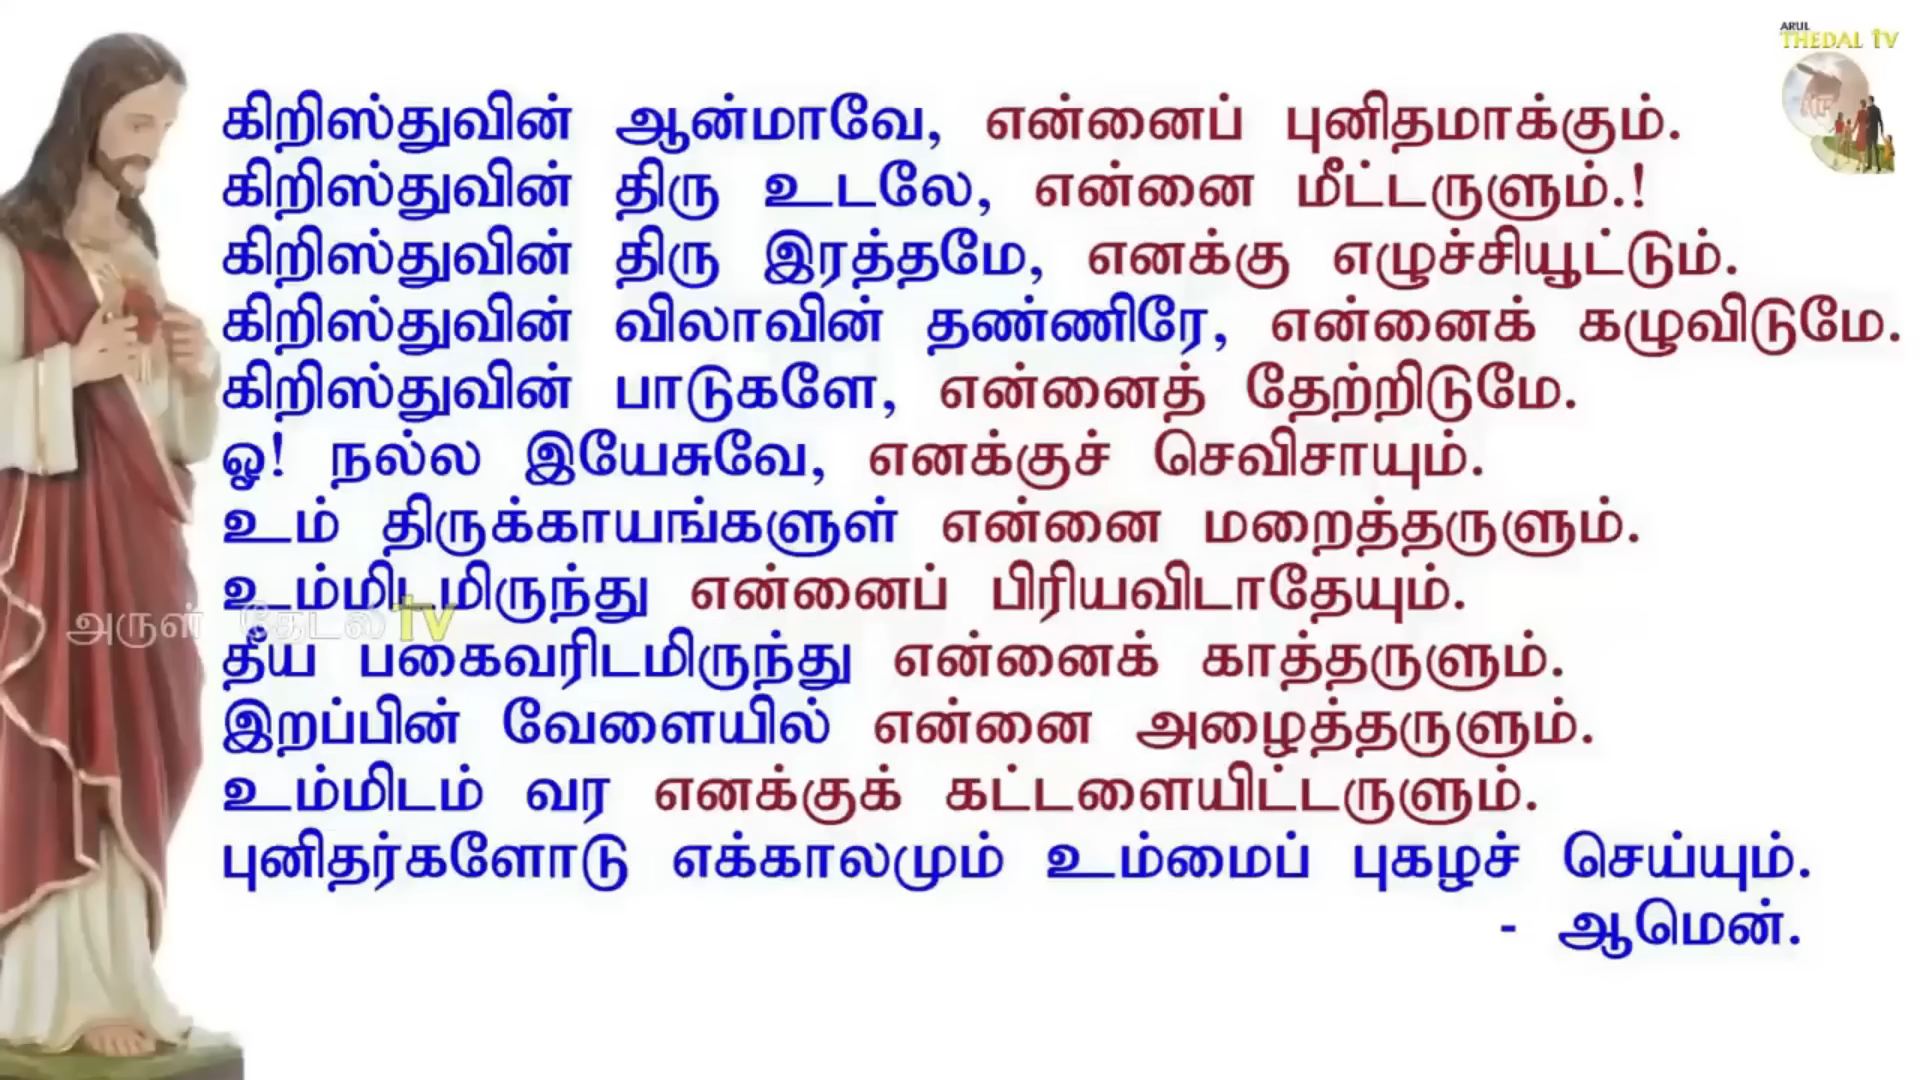 ARUL
THEDAL TV
கிறிஸ்துவின் ஆன்மாவே, என்னைப் புனிதமாக்கும்.
கிறிஸ்துவின் திரு உடலே, என்னை மீட்டருளும்.!
கிறிஸ்துவின் திரு இரத்தமே, எனக்கு எழுச்சியூட்டும்.
கிறிஸ்துவின் விலாவின் தண்ணிரே, என்னைக் கழுவிடுமே.
கிறிஸ்துவின் பாடுகளே, என்னைத் தேற்றிடுமே.
ஓ! நல்ல இயேசுவே, எனக்குச் செவிசாயும்.
உம் திருக்காயங்களுள் என்னை மறைத்தருளும்.
உம்மிடமிருந்து என்னைப் பிரியவிடாதேயும்.
அருள் தேடல் TV
தீய பகைவரிடமிருந்து என்னைக் காத்தருளும்.
இறப்பின் வேளையில் என்னை அழைத்தருளும்.
உம்மிடம் வர எனக்குக் கட்டளையிட்டருளும்.
புனிதர்களோடு எக்காலமும் உம்மைப் புகழச் செய்யும்.
- ஆமென்.